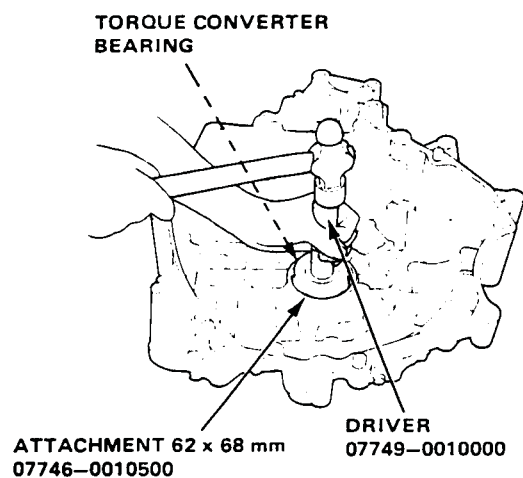 TORQUE CONVERTER
BEARING
ATTACHMENT 62 x 68 mm
07746–0010500
DRIVER
07749–0010000